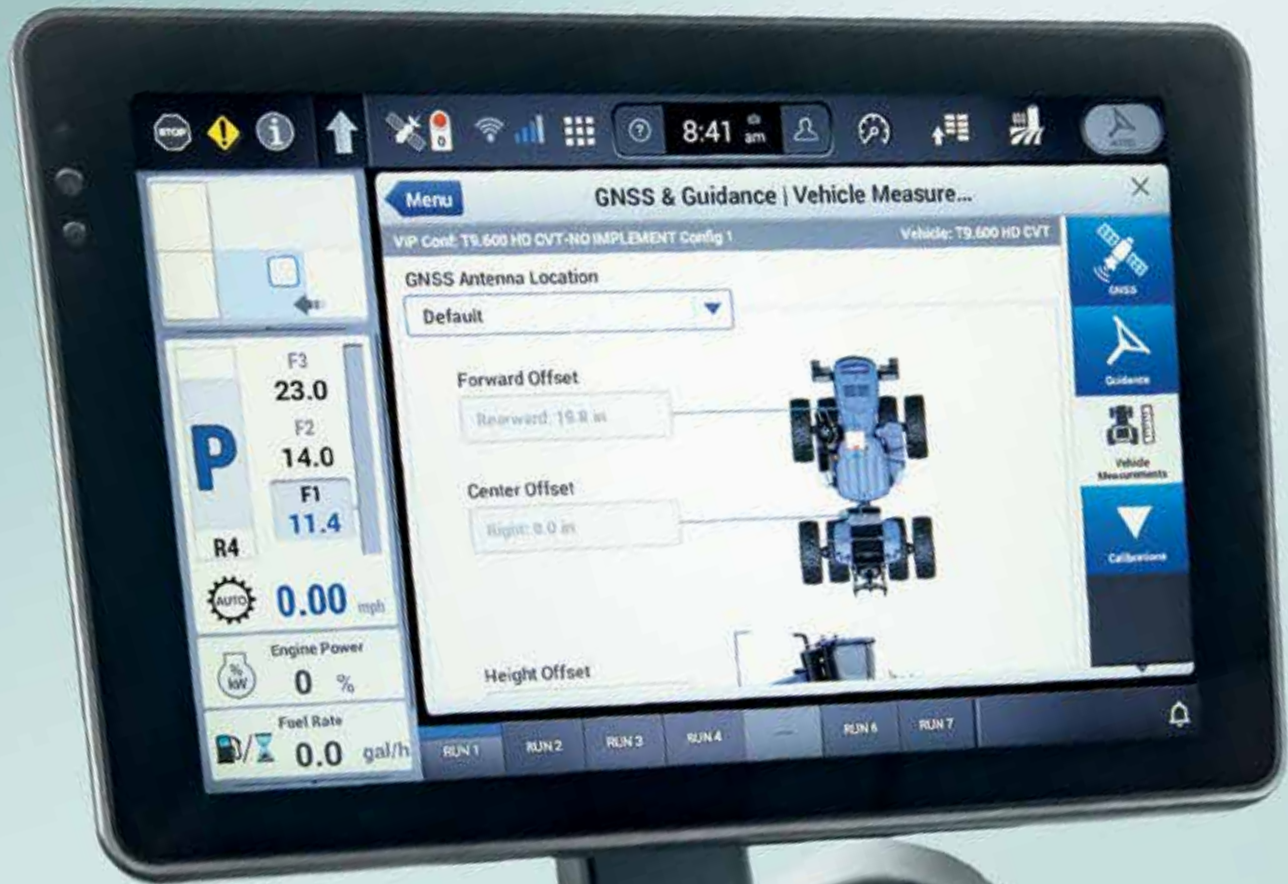 STOP
8:41 am
AUTO
Menu
GNSS & Guidance | Vehicle Measure...
VIP Conf: T9.600 HD CVT-NO IMPLEMENT Config 1
Vehicle: T9.600 HD CVT
GNSS Antenna Location
Default
Forward Offset
Rearward: 19.8 in
Center Offset
Right: 0.0 in
Height Offset
GNSS
Guidance
Vehicle
Measurements
Calibrations
F3
23.0
F2
14.0
P
F1
11.4
R4
AUTO
0.00 mph
Engine Power
% kW
0 %
Fuel Rate
0.0 gal/h
RUN 1
RUN 2
RUN 3
RUN 4
RUN 6
RUN 7